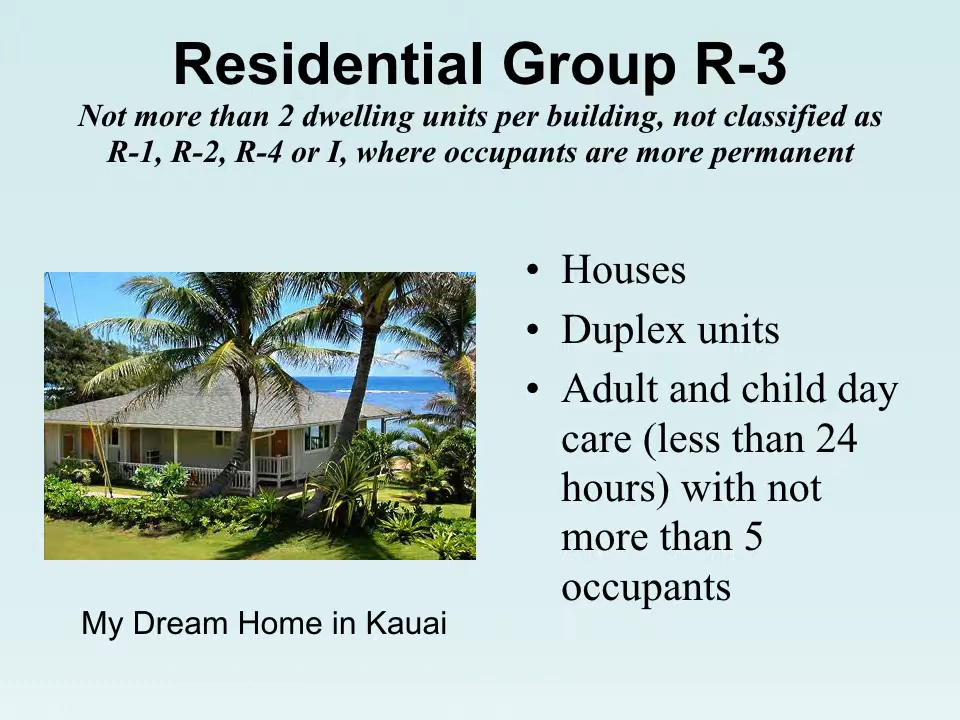 Residential Group R-3
Not more than 2 dwelling units per building, not classified as
R-1, R-2, R-4 or I, where occupants are more permanent
• Houses
• Duplex units
• Adult and child day
care (less than 24
hours) with not
more than 5
occupants
My Dream Home in Kauai